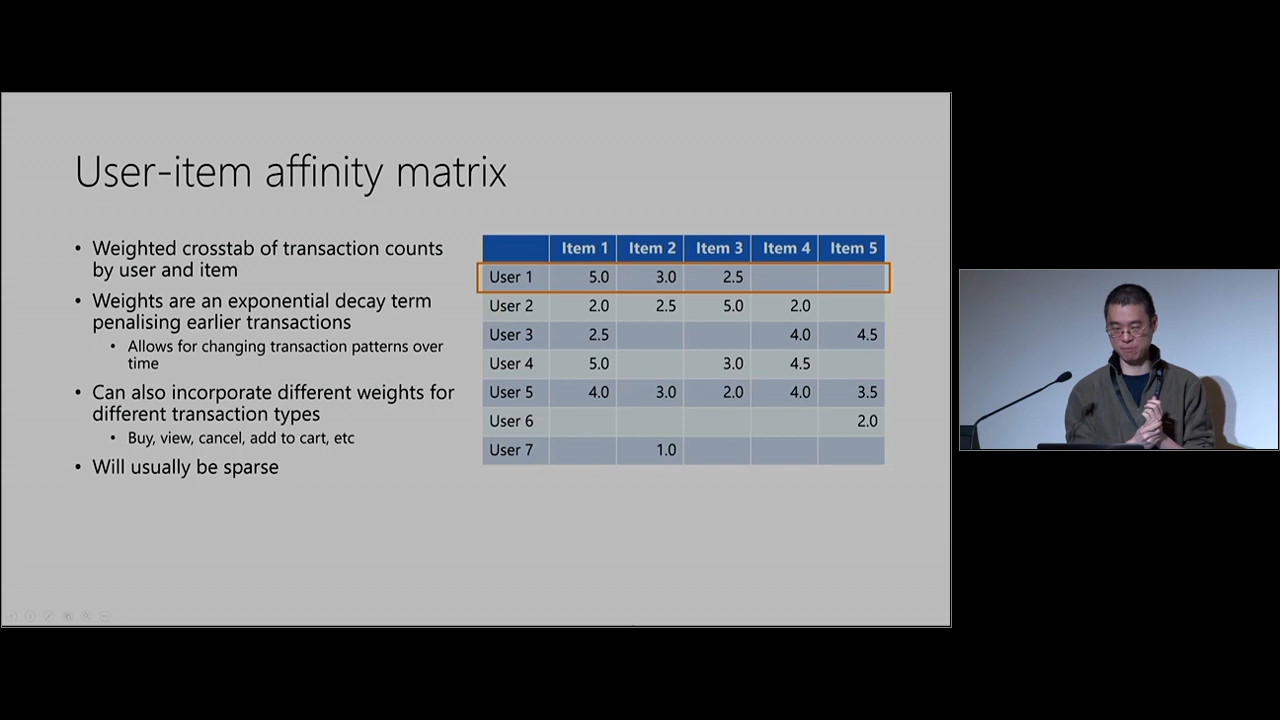 User-item affinity matrix
• Weighted crosstab of transaction counts
by user and item
• Weights are an exponential decay term
penalising earlier transactions
• Allows for changing transaction patterns over
time
• Can also incorporate different weights for
different transaction types
• Buy, view, cancel, add to cart, etc
• Will usually be sparse
Item 1 Item 2 Item 3 Item 4 Item 5
User 1 5.0 3.0 2.5
User 2 2.0 2.5 5.0 2.0
User 3 2.5 4.0 4.5
User 4 5.0 3.0 4.5
User 5 4.0 3.0 2.0 4.0 3.5
User 6 2.0
User 7 1.0